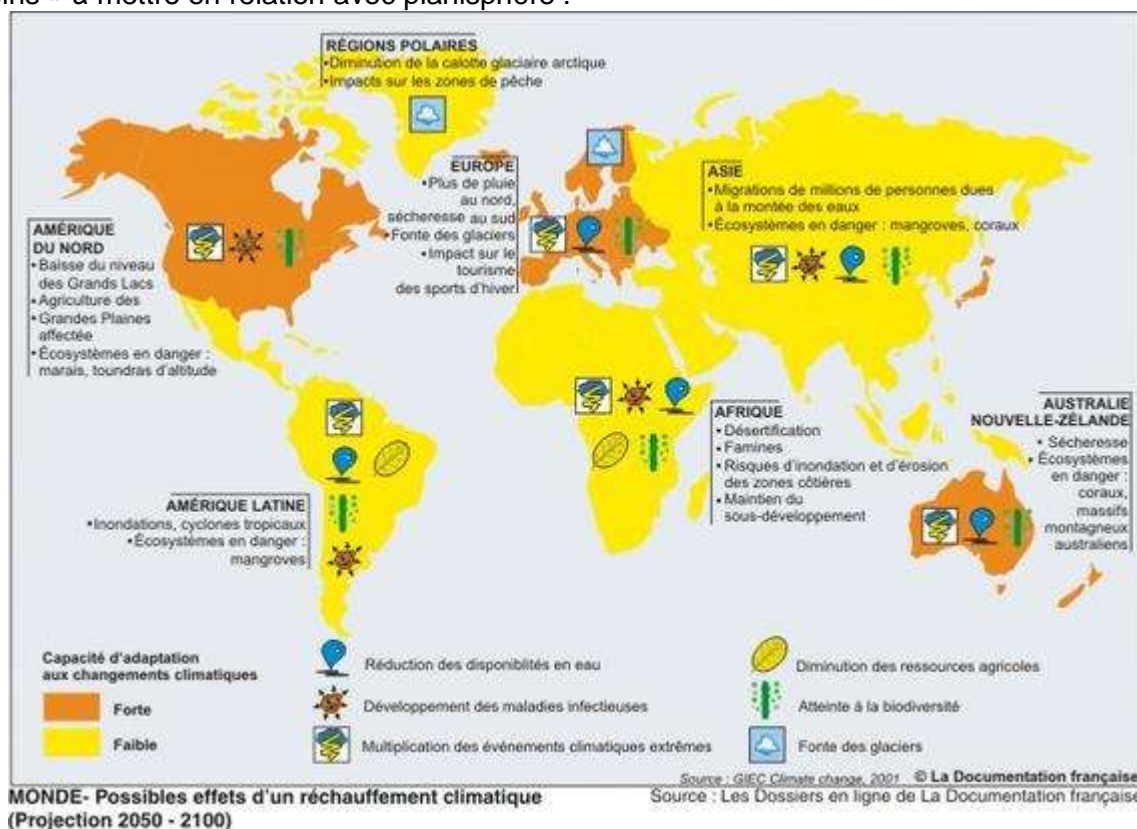 à mettre en relation avec planisphère :
RÉGIONS POLAIRES
•Diminution de la calotte glaciaire arctique
•Impacts sur les zones de pêche
EUROPE
•Plus de pluie
au nord,
sécheresse au sud
•Fonte des glaciers
•Impact sur le
tourisme
des sports d'hiver
ASIE
•Migrations de millions de personnes dues
à la montée des eaux
•Écosystèmes en danger : mangroves, coraux
AMÉRIQUE
DU NORD
•Baisse du niveau
des Grands Lacs
•Agriculture des
•Grandes Plaines
affectée
•Écosystèmes en danger :
marais, toundras d'altitude
AMÉRIQUE LATINE
•Inondations, cyclones tropicaux
•Écosystèmes en danger :
mangroves
AFRIQUE
•Désertification
•Famines
•Risques d'inondation et d'érosion
des zones côtières
•Maintien du
sous-développement
AUSTRALIE
NOUVELLE-ZÉLANDE
•Sécheresse
•Écosystèmes
en danger :
coraux,
massifs
montagneux
australiens
Capacité d'adaptation
aux changements climatiques
Forte
Faible
Réduction des disponiblités en eau
Développement des maladies infectieuses
Multiplication des événements climatiques extrêmes
Diminution des ressources agricoles
Atteinte à la biodiversité
Fonte des glaciers
Source : GIEC Climate change, 2001 © La Documentation française
MONDE- Possibles effets d'un réchauffement climatique
(Projection 2050 - 2100)
Source : Les Dossiers en ligne de La Documentation française